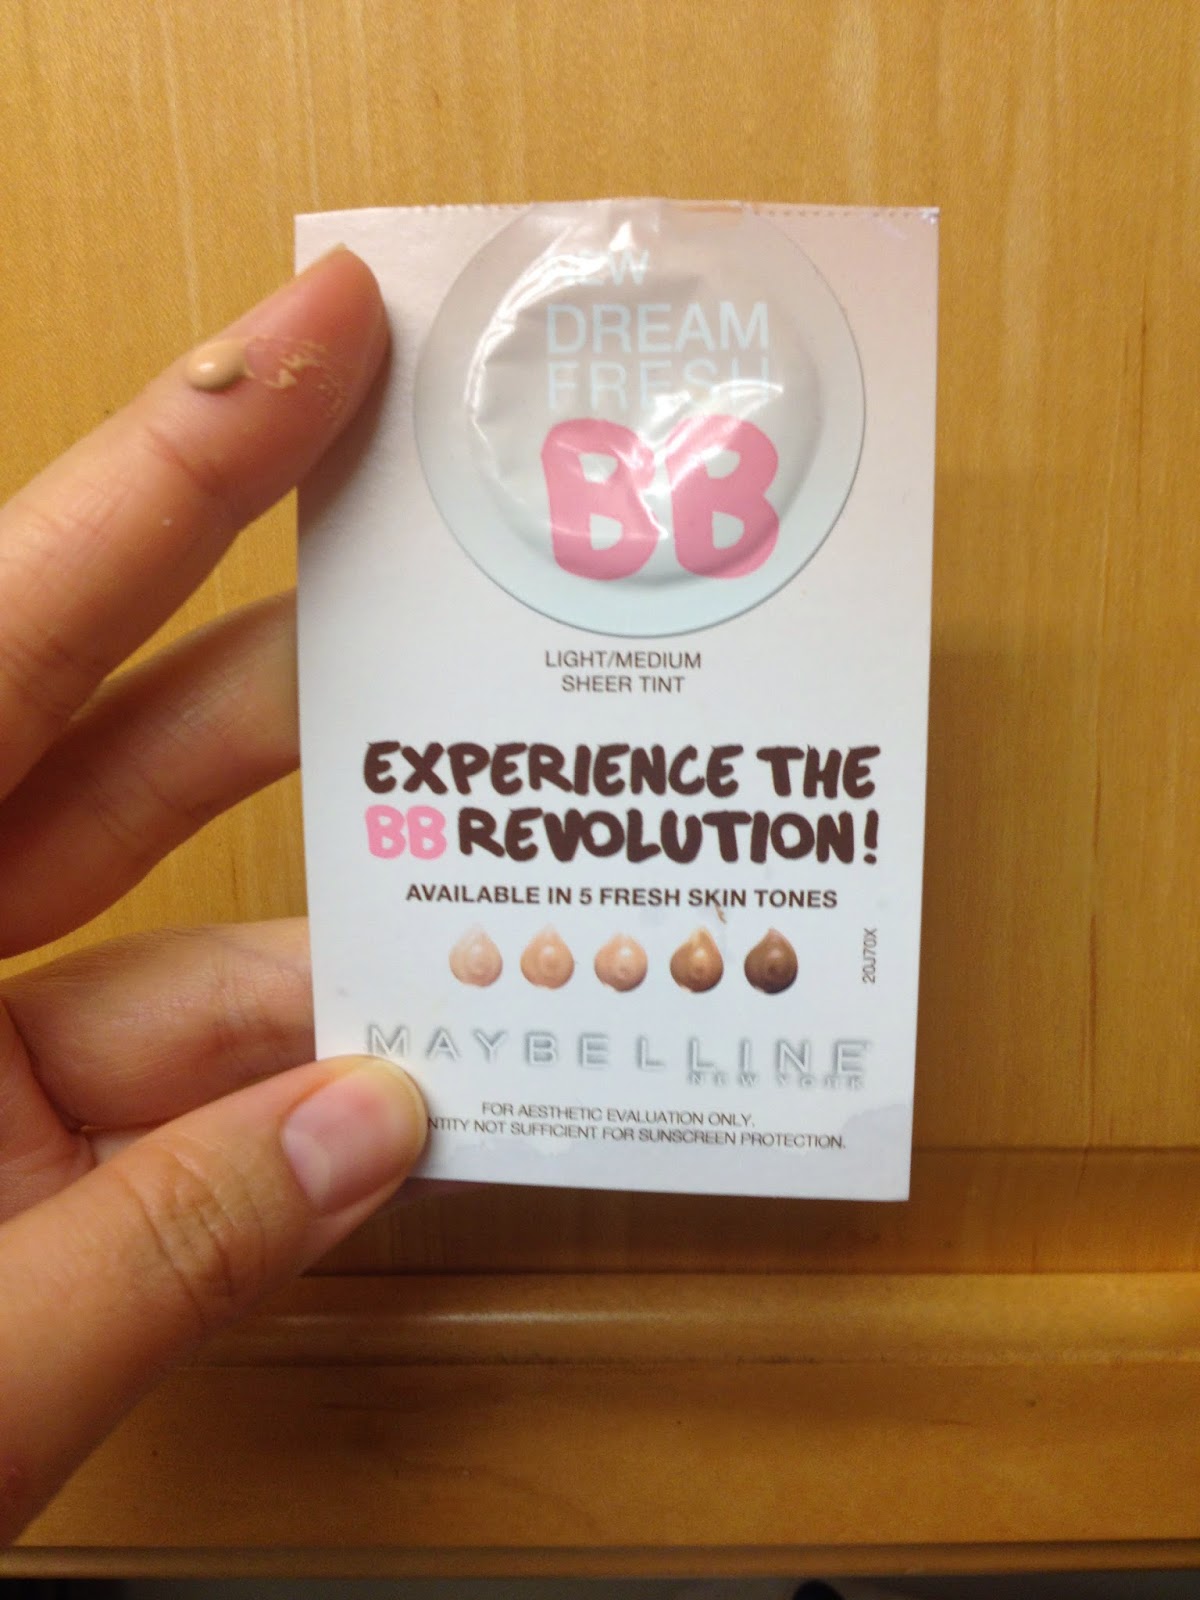 NEW
DREAM
FRESH
BB
LIGHT/MEDIUM
SHEER TINT
EXPERIENCE THE
BB REVOLUTION!
AVAILABLE IN 5 FRESH SKIN TONES
20J70X
MAYBELLINE
NEW YORK
FOR AESTHETIC EVALUATION ONLY.
NOT SUFFICIENT FOR SUNSCREEN PROTECTION.